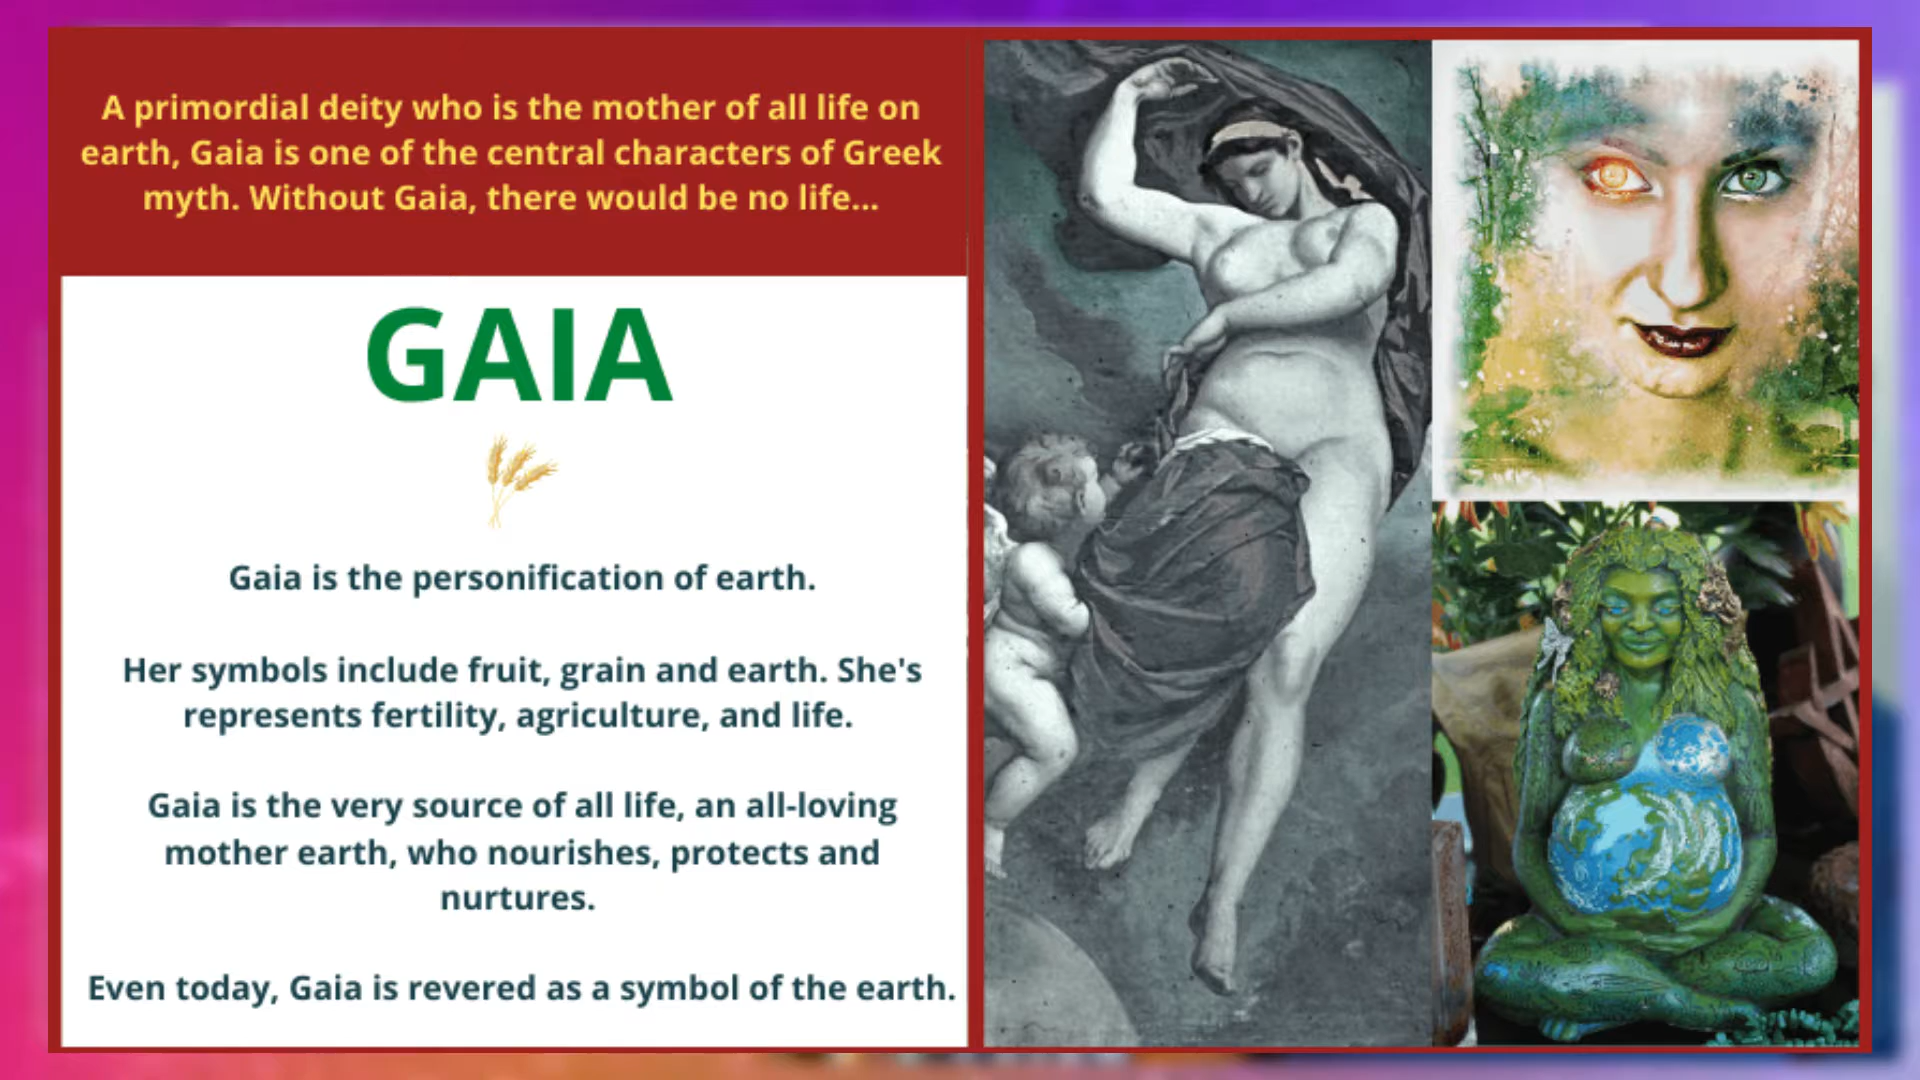 A primordial deity who is the mother of all life on
earth, Gaia is one of the central characters of Greek
myth. Without Gaia, there would be no life...
GAIA
Gaia is the personification of earth.
Her symbols include fruit, grain and earth. She's
represents fertility, agriculture, and life.
Gaia is the very source of all life, an all-loving
mother earth, who nourishes, protects and
nurtures.
Even today, Gaia is revered as a symbol of the earth.